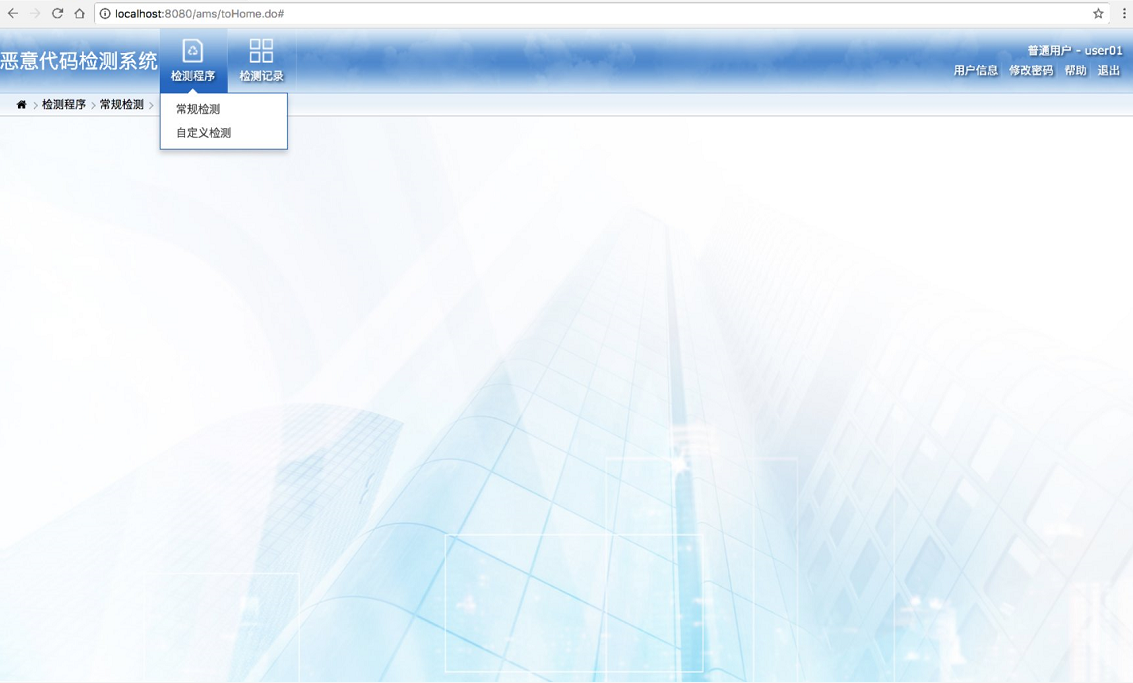 localhost:8080/ams/toHome.do#
恶意代码检测系统
检测程序
检测记录
普通用户 - user01
用户信息 修改密码 帮助 退出
检测程序 > 常规检测 >
常规检测
自定义检测